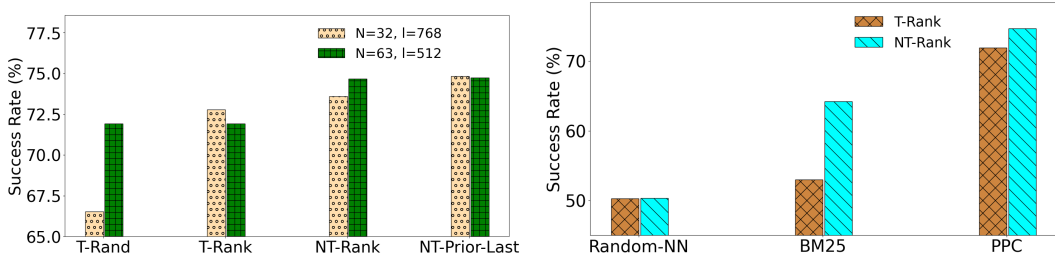 Success Rate (%)
77.5
75.0
72.5
70.0
67.5
65.0
N=32, l=768
N=63, l=512
T-Rand T-Rank NT-Rank NT-Prior-Last
Success Rate (%)
70
60
50
T-Rank
NT-Rank
Random-NN BM25 PPC